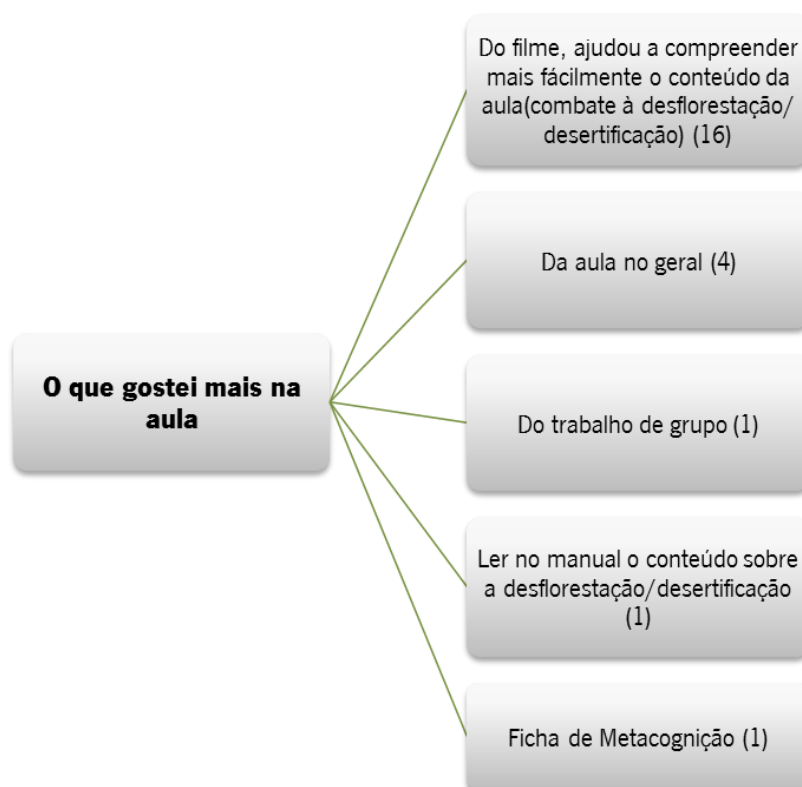 O que gostei mais na
aula
Do filme, ajudou a compreender
mais fácilmente o conteúdo da
aula(combate à desflorestação/
desertificação) (16)
Da aula no geral (4)
Do trabalho de grupo (1)
Ler no manual o conteúdo sobre
a desflorestação/desertificação
(1)
Ficha de Metacognição (1)